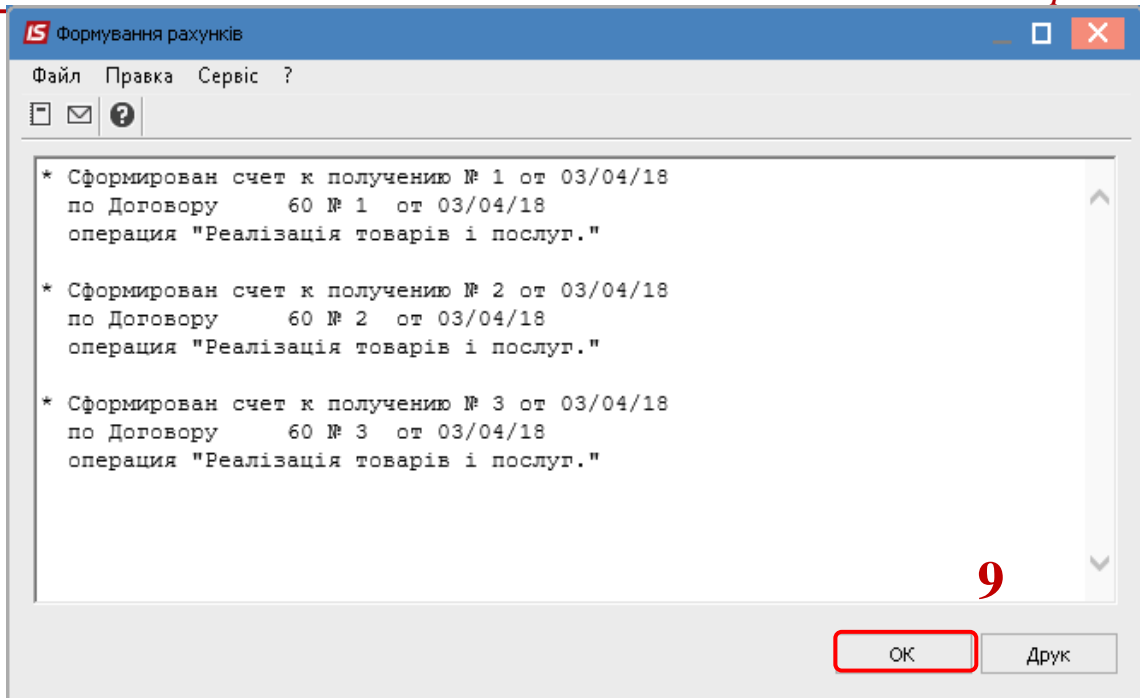 IS Формування рахунків
Файл Правка Сервіс ?
* Сформирован счет к получению № 1 от 03/04/18
по Договору 60 № 1 от 03/04/18
операция "Реалізація товарів і послуг."
* Сформирован счет к получению № 2 от 03/04/18
по Договору 60 № 2 от 03/04/18
операция "Реалізація товарів і послуг."
* Сформирован счет к получению № 3 от 03/04/18
по Договору 60 № 3 от 03/04/18
операция "Реалізація товарів і послуг."
9
ОК Друк